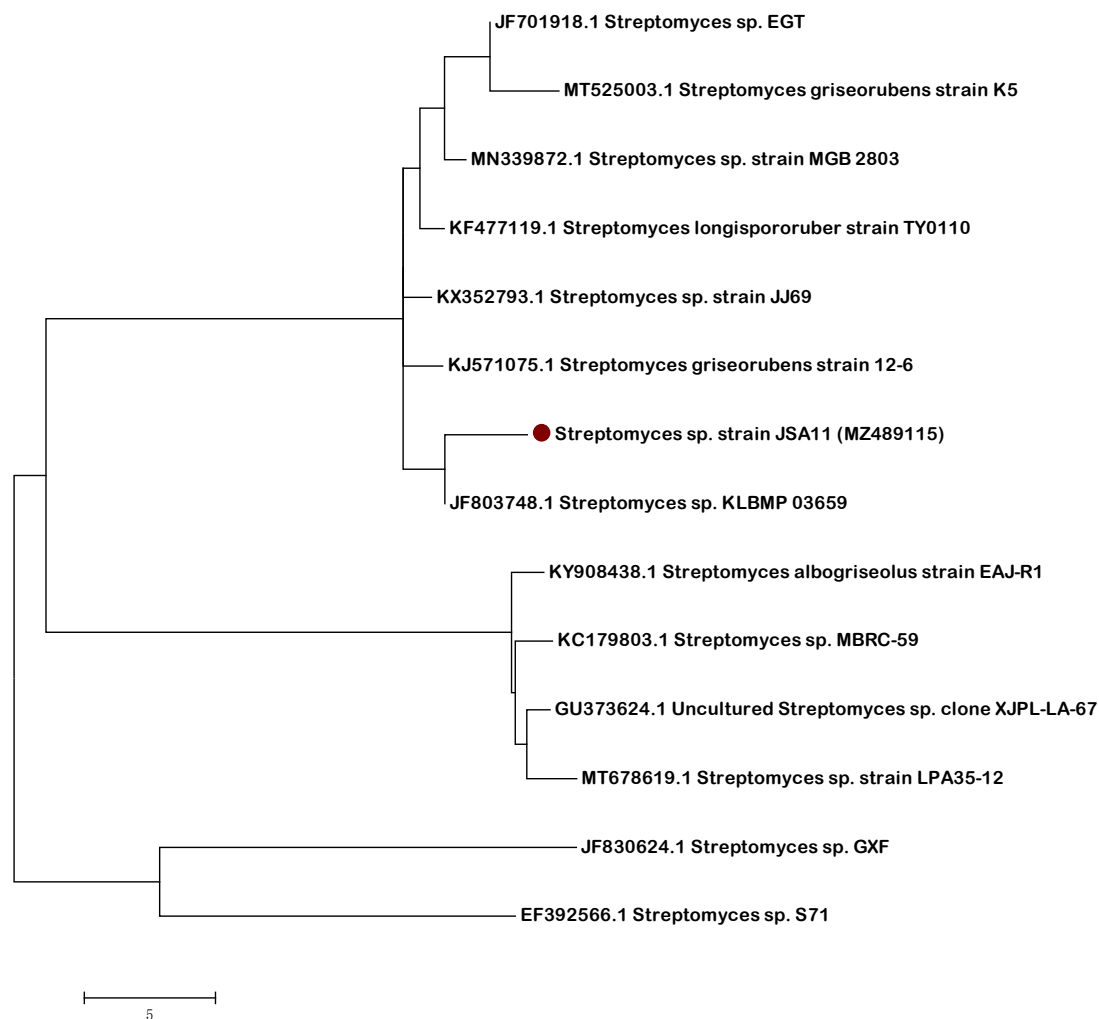 JF701918.1 Streptomyces sp. EGT
MT525003.1 Streptomyces griseorubens strain K5
MN339872.1 Streptomyces sp. strain MGB 2803
KF477119.1 Streptomyces longispororuber strain TY0110
KX352793.1 Streptomyces sp. strain JJ69
KJ571075.1 Streptomyces griseorubens strain 12-6
Streptomyces sp. strain JSA11 (MZ489115)
JF803748.1 Streptomyces sp. KLBMP 03659
KY908438.1 Streptomyces albogriseolus strain EAJ-R1
KC179803.1 Streptomyces sp. MBRC-59
GU373624.1 Uncultured Streptomyces sp. clone XJPL-LA-67
MT678619.1 Streptomyces sp. strain LPA35-12
JF830624.1 Streptomyces sp. GXF
EF392566.1 Streptomyces sp. S71
5